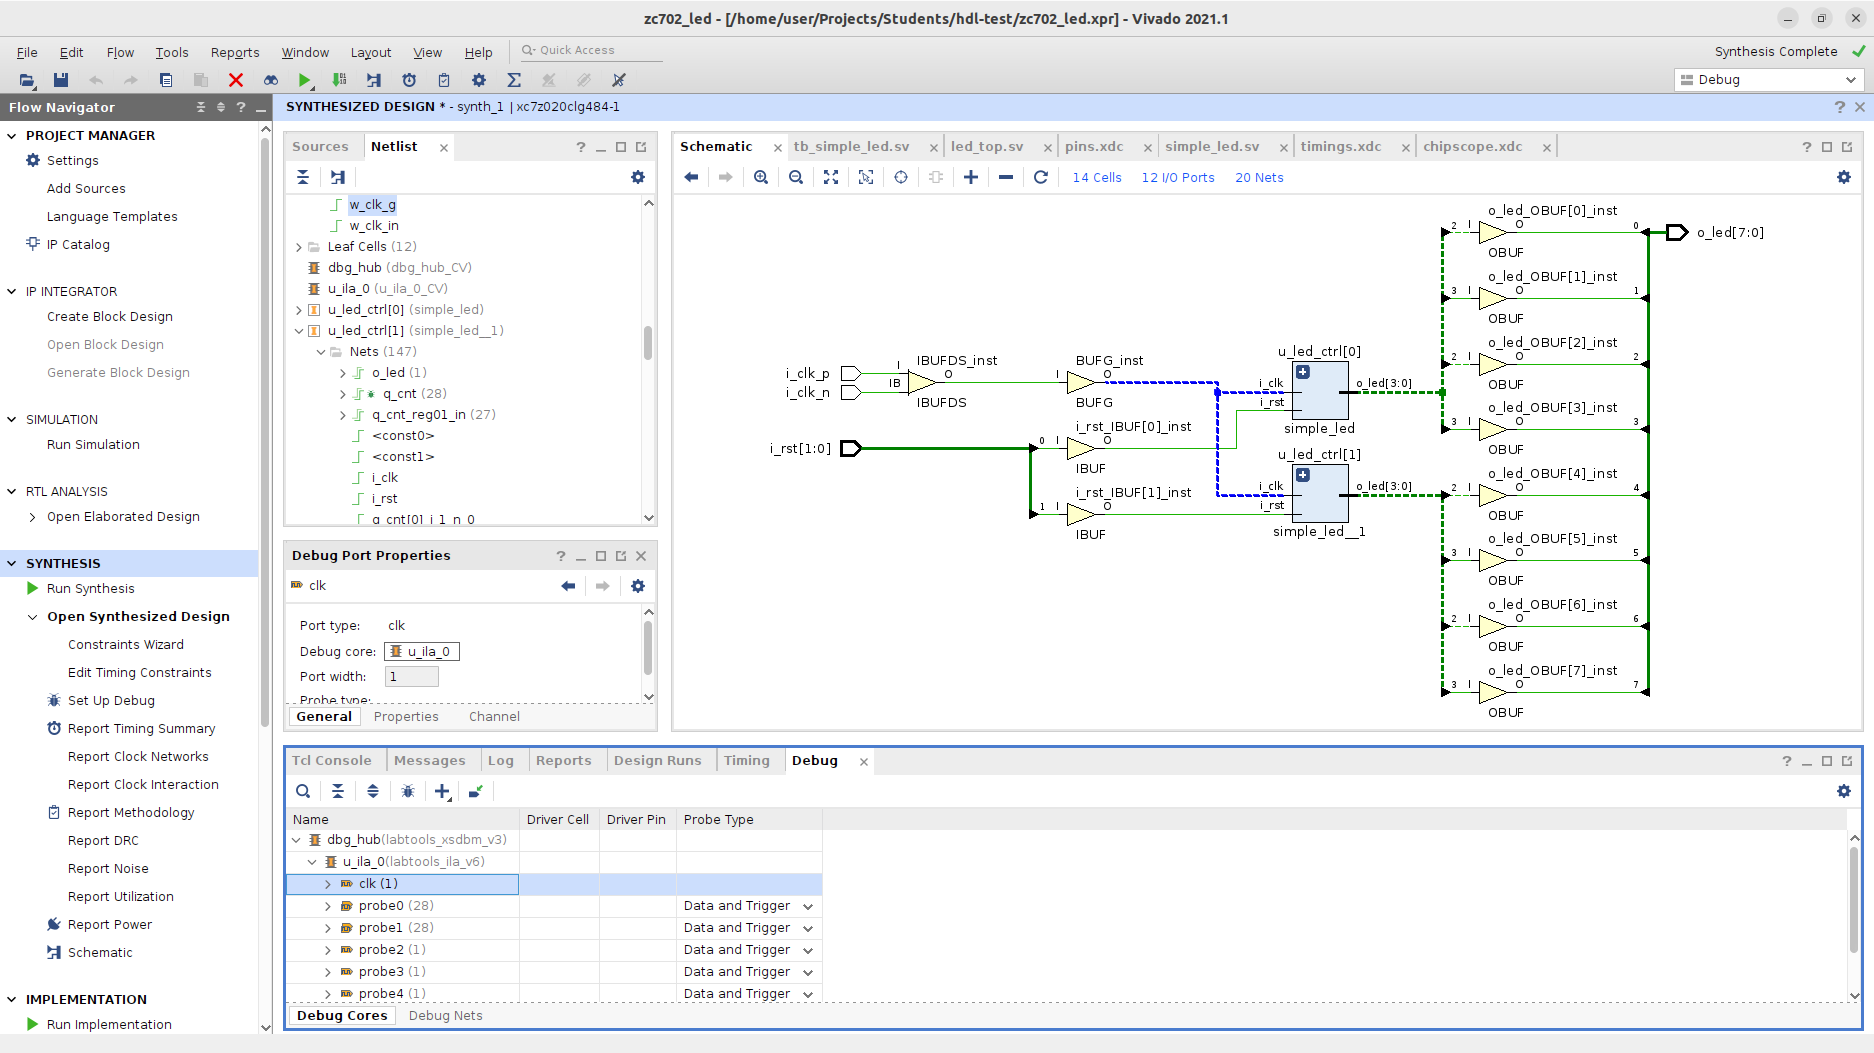 zc702_led - [/home/user/Projects/Students/hdl-test/zc702_led.xpr] - Vivado 2021.1
File Edit Flow Tools Reports Window Layout View Help Quick Access
Synthesis Complete
Debug
Flow Navigator
PROJECT MANAGER
Settings
Add Sources
Language Templates
IP Catalog
IP INTEGRATOR
Create Block Design
Open Block Design
Generate Block Design
SIMULATION
Run Simulation
RTL ANALYSIS
Open Elaborated Design
SYNTHESIS
Run Synthesis
Open Synthesized Design
Constraints Wizard
Edit Timing Constraints
Set Up Debug
Report Timing Summary
Report Clock Networks
Report Clock Interaction
Report Methodology
Report DRC
Report Noise
Report Utilization
Report Power
Schematic
IMPLEMENTATION
Run Implementation
SYNTHESIZED DESIGN * - synth_1 | xc7z020clg484-1
Sources Netlist
w_clk_g
w_clk_in
Leaf Cells (12)
dbg_hub (dbg_hub_CV)
u_ila_0 (u_ila_0_CV)
u_led_ctrl[0] (simple_led)
u_led_ctrl[1] (simple_led__1)
Nets (147)
o_led (1)
q_cnt (28)
q_cnt_reg01_in (27)
<const0>
<const1>
i_clk
i_rst
q_cnt[0]_i_1_n_0
Debug Port Properties
clk
Port type: clk
Debug core: u_ila_0
Port width: 1
Probe type:
General Properties Channel
Schematic tb_simple_led.sv led_top.sv pins.xdc simple_led.sv timings.xdc chipscope.xdc
14 Cells 12 I/O Ports 20 Nets
i_clk_p
i_clk_n
i_rst[1:0]
I
IB
IBUFDS_inst
O
IBUFDS
BUFG_inst
I O
BUFG
i_rst_IBUF[0]_inst
0 I O
IBUF
i_rst_IBUF[1]_inst
1 I O
IBUF
u_led_ctrl[0]
i_clk
i_rst
o_led[3:0]
simple_led
u_led_ctrl[1]
i_clk
i_rst
o_led[3:0]
simple_led__1
o_led_OBUF[0]_inst
2 I O 0
OBUF
o_led[7:0]
o_led_OBUF[1]_inst
3 I O 1
OBUF
o_led_OBUF[2]_inst
2 I O 2
OBUF
o_led_OBUF[3]_inst
3 I O 3
OBUF
o_led_OBUF[4]_inst
2 I O 4
OBUF
o_led_OBUF[5]_inst
3 I O 5
OBUF
o_led_OBUF[6]_inst
2 I O 6
OBUF
o_led_OBUF[7]_inst
3 I O 7
OBUF
Tcl Console Messages Log Reports Design Runs Timing Debug
Name Driver Cell Driver Pin Probe Type
dbg_hub(labtools_xsdbm_v3)
u_ila_0(labtools_ila_v6)
clk (1)
probe0 (28) Data and Trigger
probe1 (28) Data and Trigger
probe2 (1) Data and Trigger
probe3 (1) Data and Trigger
probe4 (1) Data and Trigger
Debug Cores Debug Nets